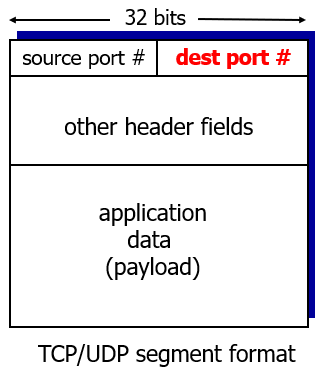 32 bits
source port # dest port #
other header fields
application
data
(payload)
TCP/UDP segment format